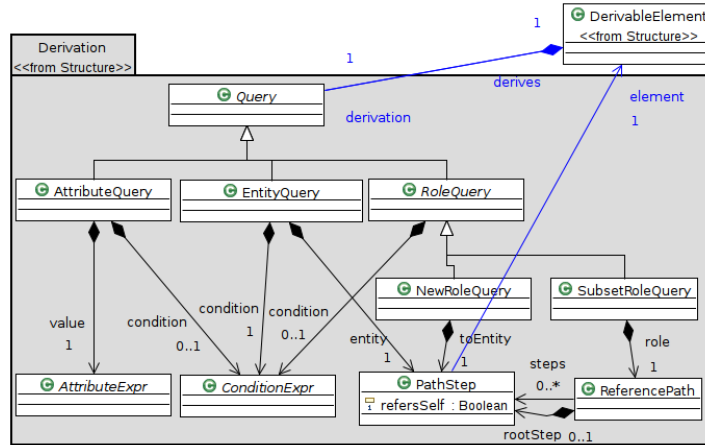 1
DerivableElement
<<from Structure>>
Derivation
<<from Structure>>
1
derives
element
1
Query
derivation
AttributeQuery
EntityQuery
RoleQuery
NewRoleQuery
SubsetRoleQuery
value
1
condition
0..1
condition
1
condition
0..1
entity
1
toEntity
1
role
1
steps
0..*
AttributeExpr
ConditionExpr
PathStep
refersSelf : Boolean
ReferencePath
rootStep 0..1